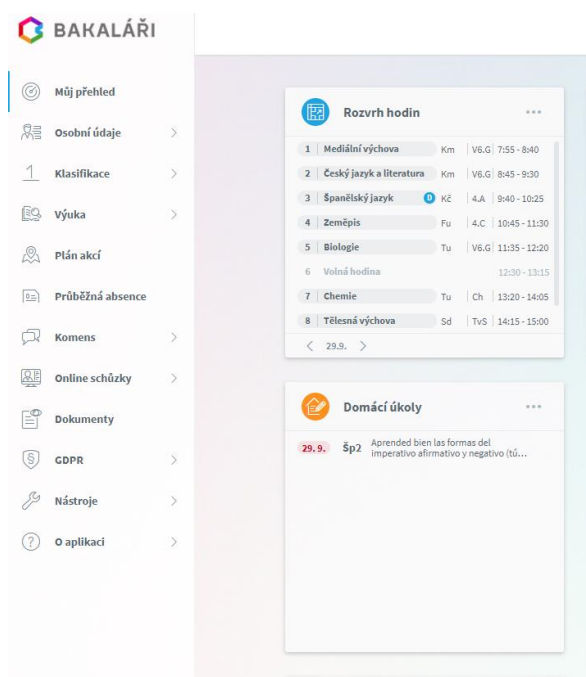 BAKALÁŘI
Můj přehled
Osobní údaje
Klasifikace
Výuka
Plán akcí
Průběžná absence
Komens
Online schůzky
Dokumenty
GDPR
Nástroje
O aplikaci
Rozvrh hodin
1 Mediální výchova Km V6.G 7:55 - 8:40
2 Český jazyk a literatura Km V6.G 8:45 - 9:30
3 Španělský jazyk D Kč 4.A 9:40 - 10:25
4 Zeměpis Fu 4.C 10:45 - 11:30
5 Biologie Tu V6.G 11:35 - 12:20
6 Volná hodina 12:30 - 13:15
7 Chemie Tu Ch 13:20 - 14:05
8 Tělesná výchova Sd TvS 14:15 - 15:00
< 29.9. >
Domácí úkoly
29. 9. Šp2 Aprended bien las formas del
imperativo afirmativo y negativo (tú...